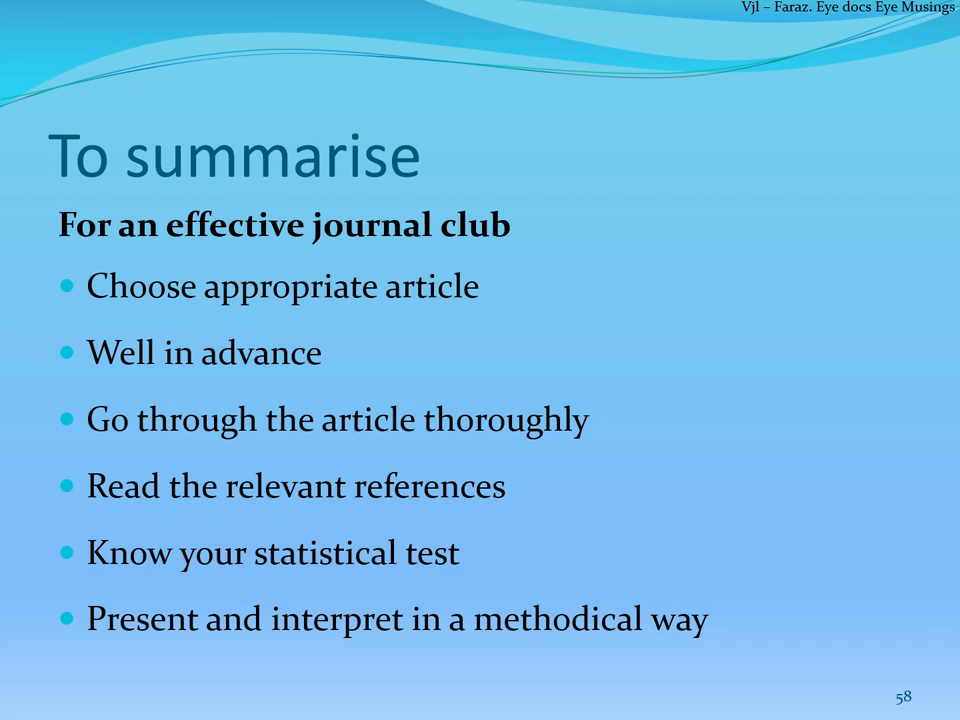 Vjl – Faraz. Eye docs Eye Musings
To summarise
For an effective journal club
• Choose appropriate article
• Well in advance
• Go through the article thoroughly
• Read the relevant references
• Know your statistical test
• Present and interpret in a methodical way
58